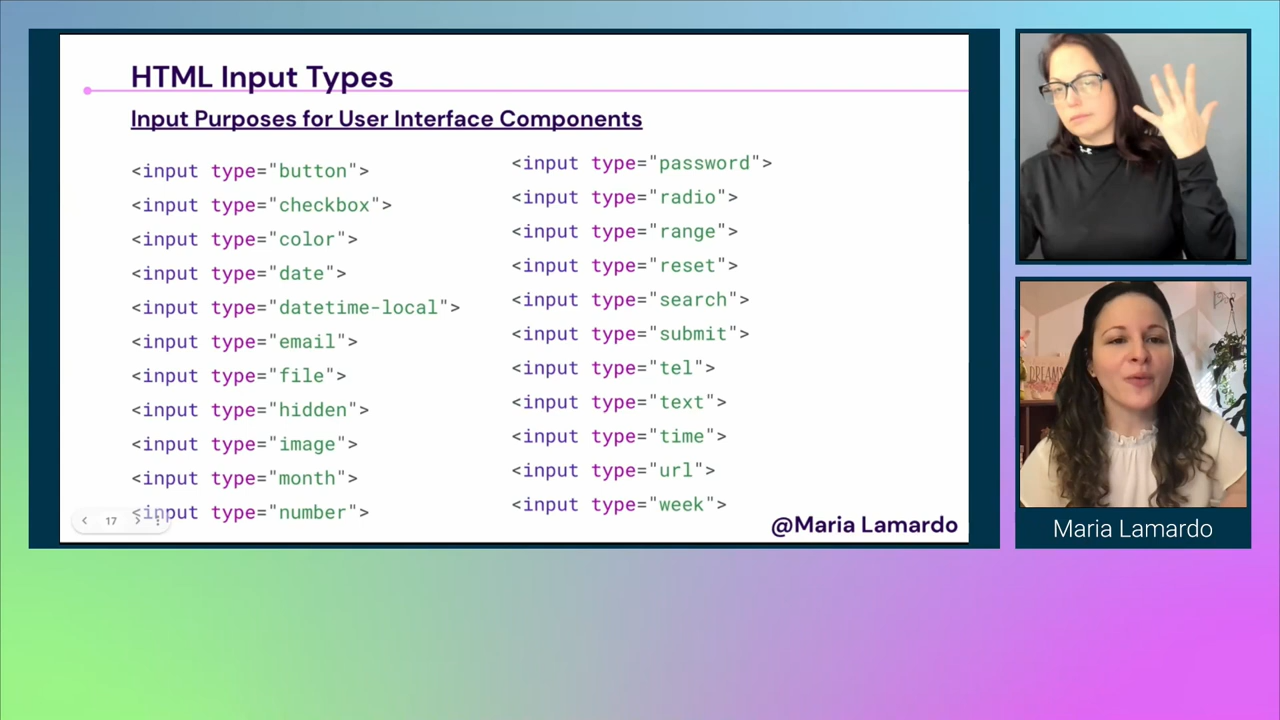 HTML Input Types
Input Purposes for User Interface Components
<input type="button">
<input type="checkbox">
<input type="color">
<input type="date">
<input type="datetime-local">
<input type="email">
<input type="file">
<input type="hidden">
<input type="image">
<input type="month">
<input type="number">
<input type="password">
<input type="radio">
<input type="range">
<input type="reset">
<input type="search">
<input type="submit">
<input type="tel">
<input type="text">
<input type="time">
<input type="url">
<input type="week">
17
@Maria Lamardo
DREAMS
Maria Lamardo